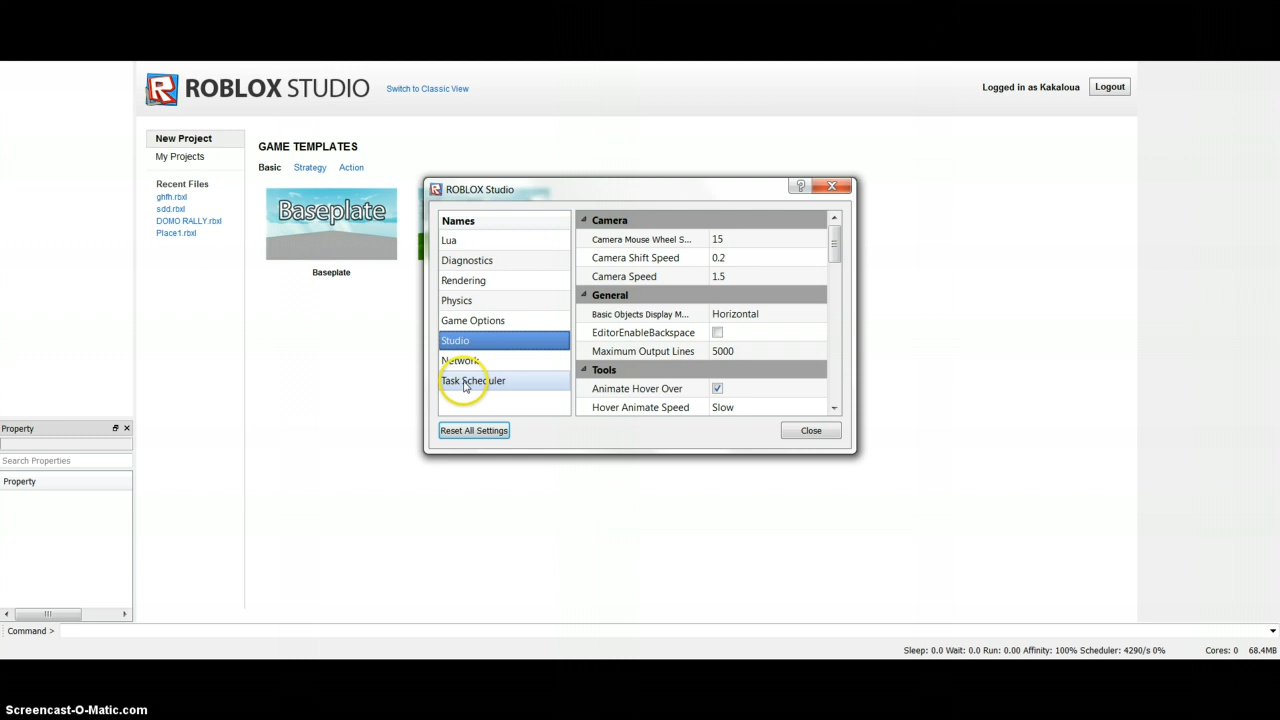 ROBLOX STUDIO
Switch to Classic View
Logged in as Kakaloua
Logout
New Project
My Projects
Recent Files
ghfh.rbxl
sdd.rbxl
DOMO RALLY.rbxl
Place1.rbxl
GAME TEMPLATES
Basic Strategy Action
Baseplate
Baseplate
ROBLOX Studio
Names
Lua
Diagnostics
Rendering
Physics
Game Options
Studio
Network
Task Scheduler
Camera
Camera Mouse Wheel S... 15
Camera Shift Speed 0.2
Camera Speed 1.5
General
Basic Objects Display M... Horizontal
EditorEnableBackspace
Maximum Output Lines 5000
Tools
Animate Hover Over
Hover Animate Speed Slow
Reset All Settings
Close
Property
Search Properties
Property
Command >
Sleep: 0.0 Wait: 0.0 Run: 0.00 Affinity: 100% Scheduler: 4290/s 0% Cores: 0 68.4MB
Screencast-O-Matic.com